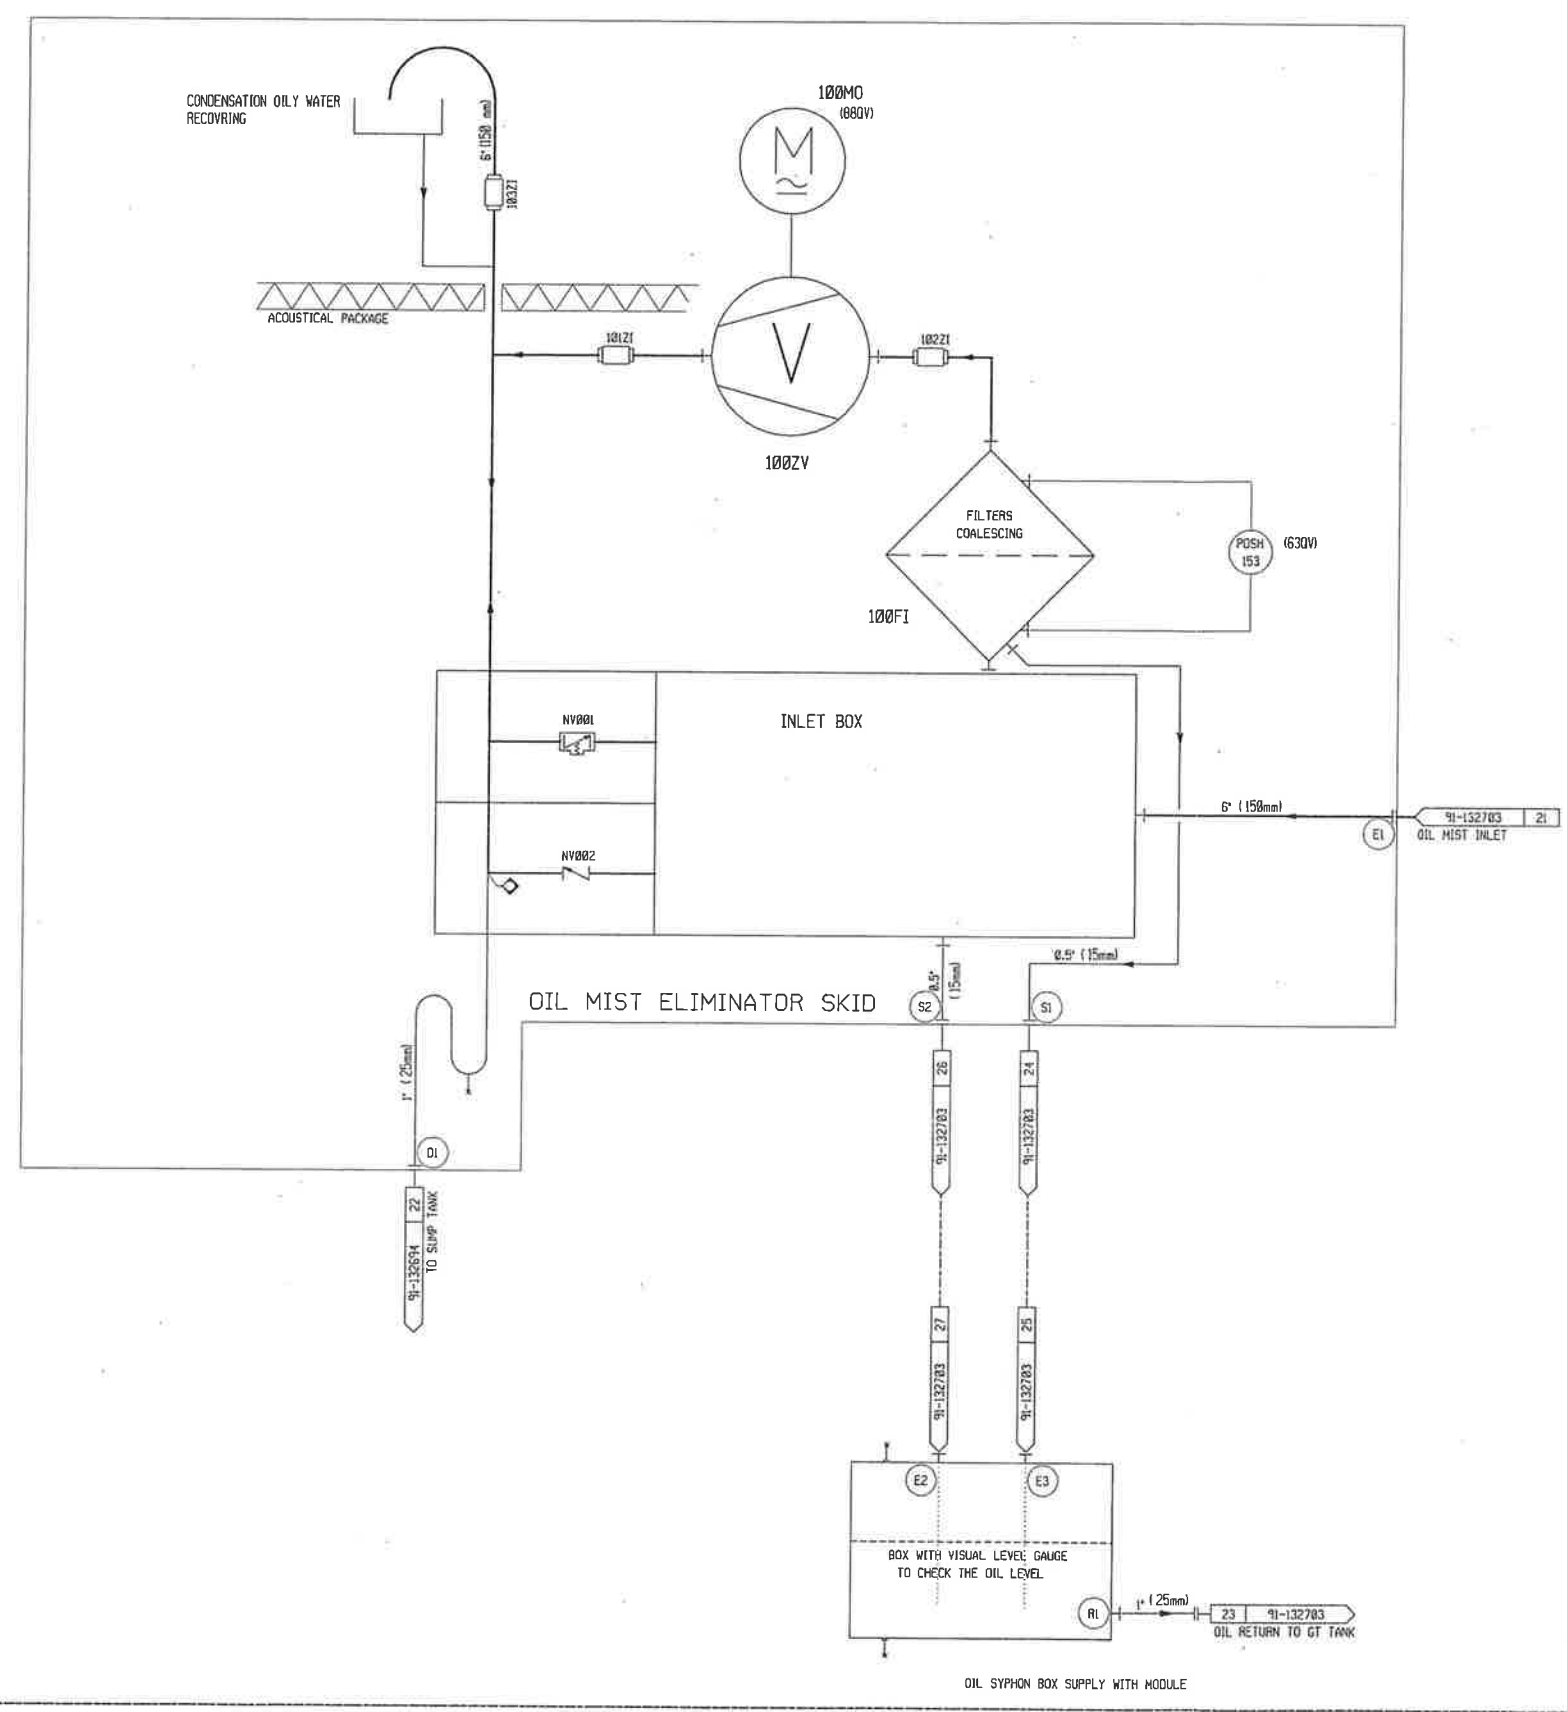 CONDENSATION OILY WATER
RECOVRING
6" (150 mm)
103ZI
100MO
(88QV)
ACOUSTICAL PACKAGE
101ZI
102ZI
100ZV
FILTERS
COALESCING
PDSH
153
(63QV)
100FI
NV001
INLET BOX
NV002
6" (150mm)
E1
91-132703 21
OIL MIST INLET
0.5" (15mm)
0.5"
(15mm)
OIL MIST ELIMINATOR SKID
S2
S1
1" (25mm)
D1
26
91-132703
24
91-132703
22
91-132694
TO SUMP TANK
27
91-132703
25
91-132703
E2
E3
BOX WITH VISUAL LEVEL GAUGE
TO CHECK THE OIL LEVEL
R1
1" (25mm)
23 91-132703
OIL RETURN TO GT TANK
OIL SYPHON BOX SUPPLY WITH MODULE
M
V